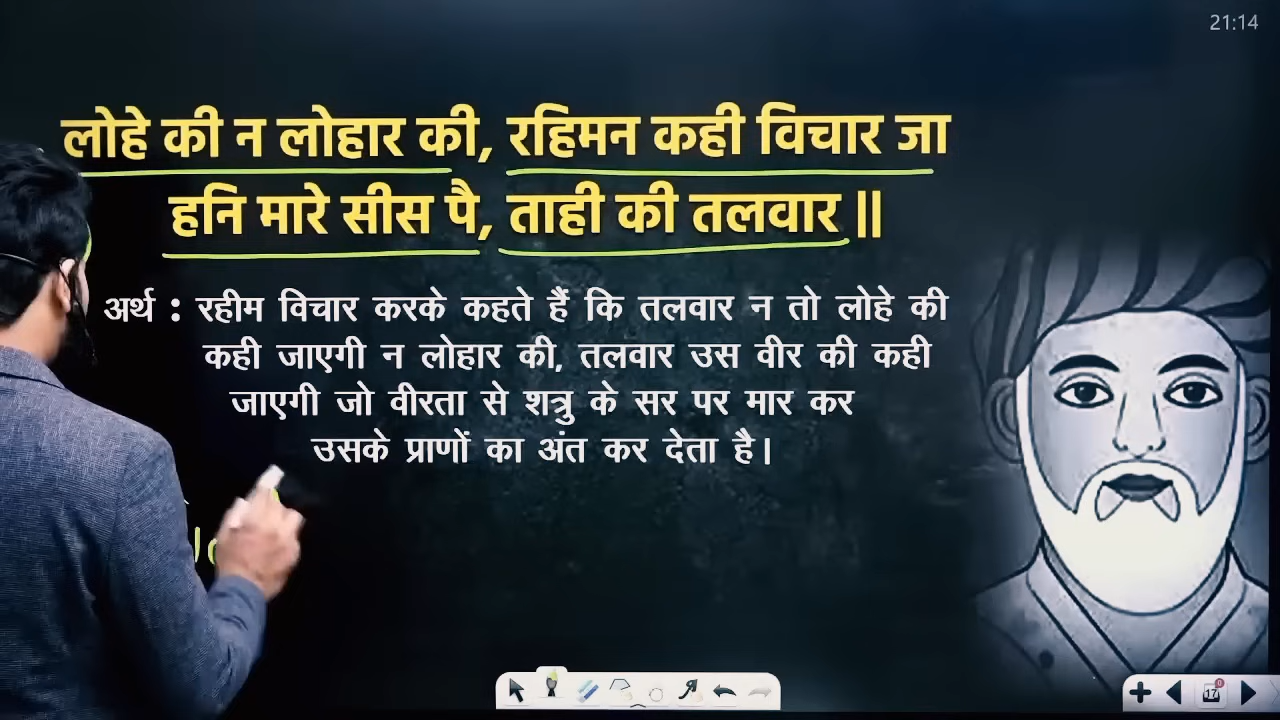 21:14
लोहे की न लोहार की, रहिमन कही विचार जा
हनि मारे सीस पै, ताही की तलवार ||
अर्थ : रहीम विचार करके कहते हैं कि तलवार न तो लोहे की
कही जाएगी न लोहार की, तलवार उस वीर की कही
जाएगी जो वीरता से शत्रु के सर पर मार कर
उसके प्राणों का अंत कर देता है।
17